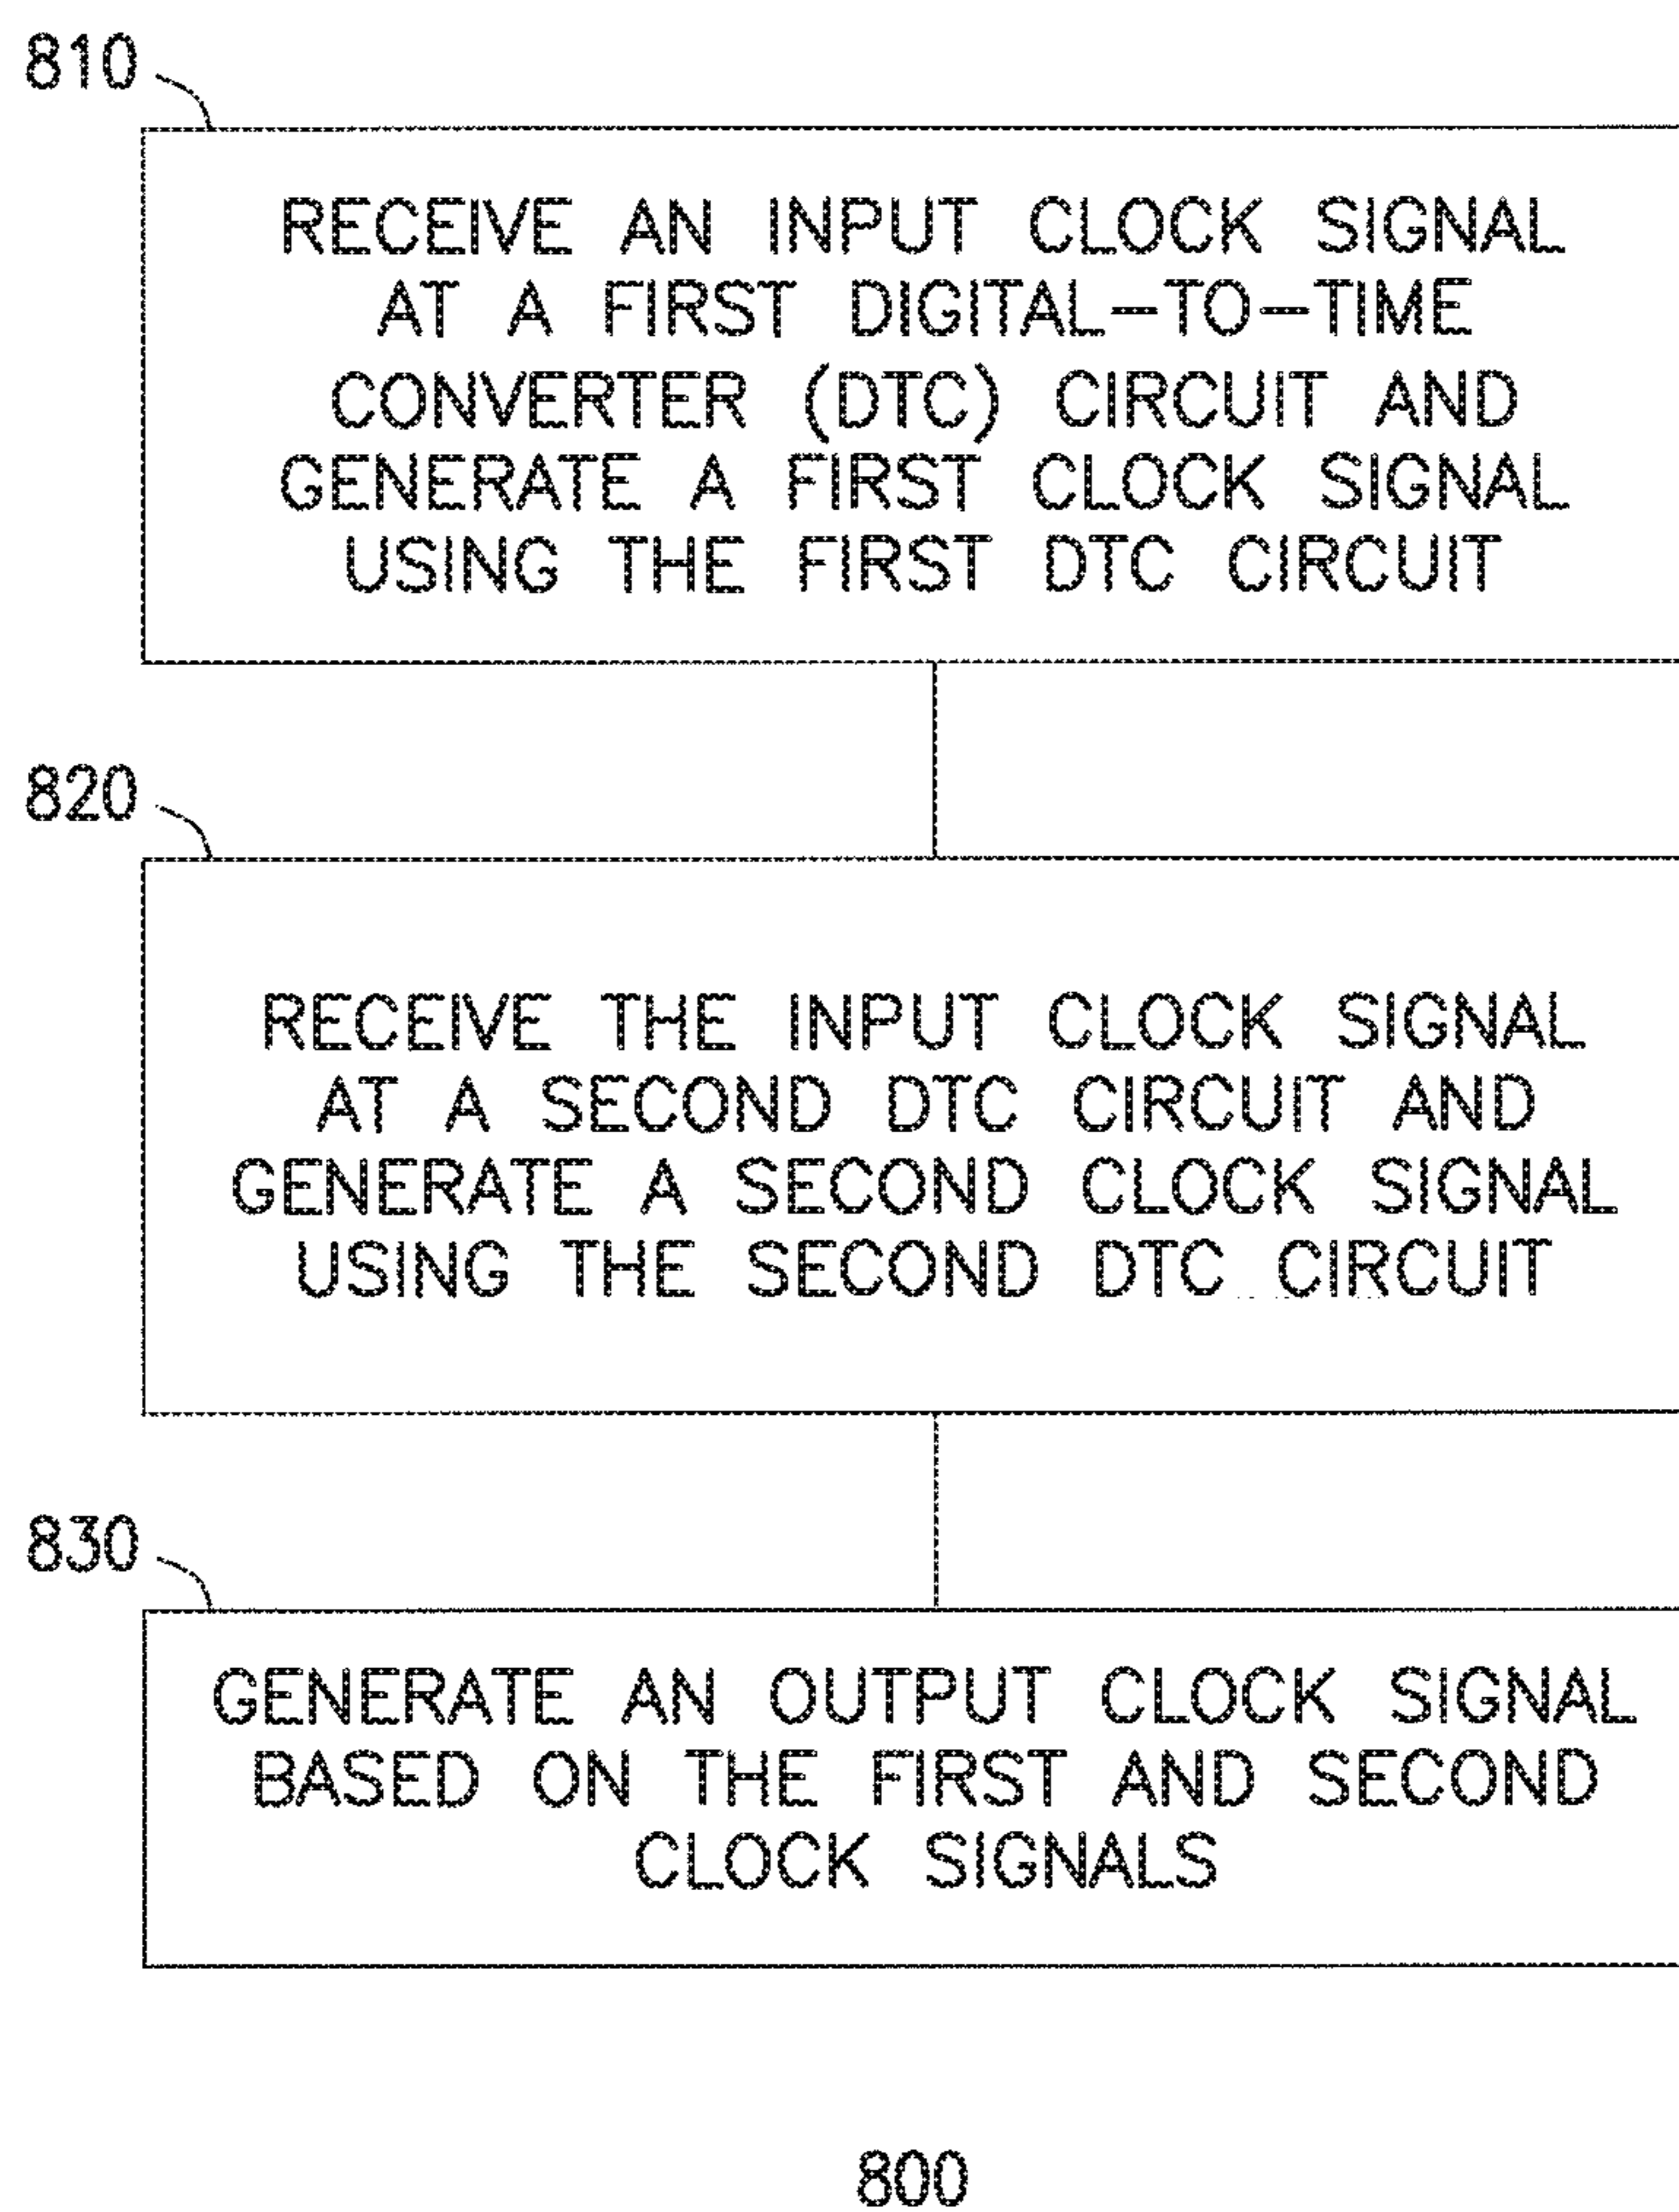 810
RECEIVE AN INPUT CLOCK SIGNAL
AT A FIRST DIGITAL-TO-TIME
CONVERTER (DTC) CIRCUIT AND
GENERATE A FIRST CLOCK SIGNAL
USING THE FIRST DTC CIRCUIT
820
RECEIVE THE INPUT CLOCK SIGNAL
AT A SECOND DTC CIRCUIT AND
GENERATE A SECOND CLOCK SIGNAL
USING THE SECOND DTC CIRCUIT
830
GENERATE AN OUTPUT CLOCK SIGNAL
BASED ON THE FIRST AND SECOND
CLOCK SIGNALS
800